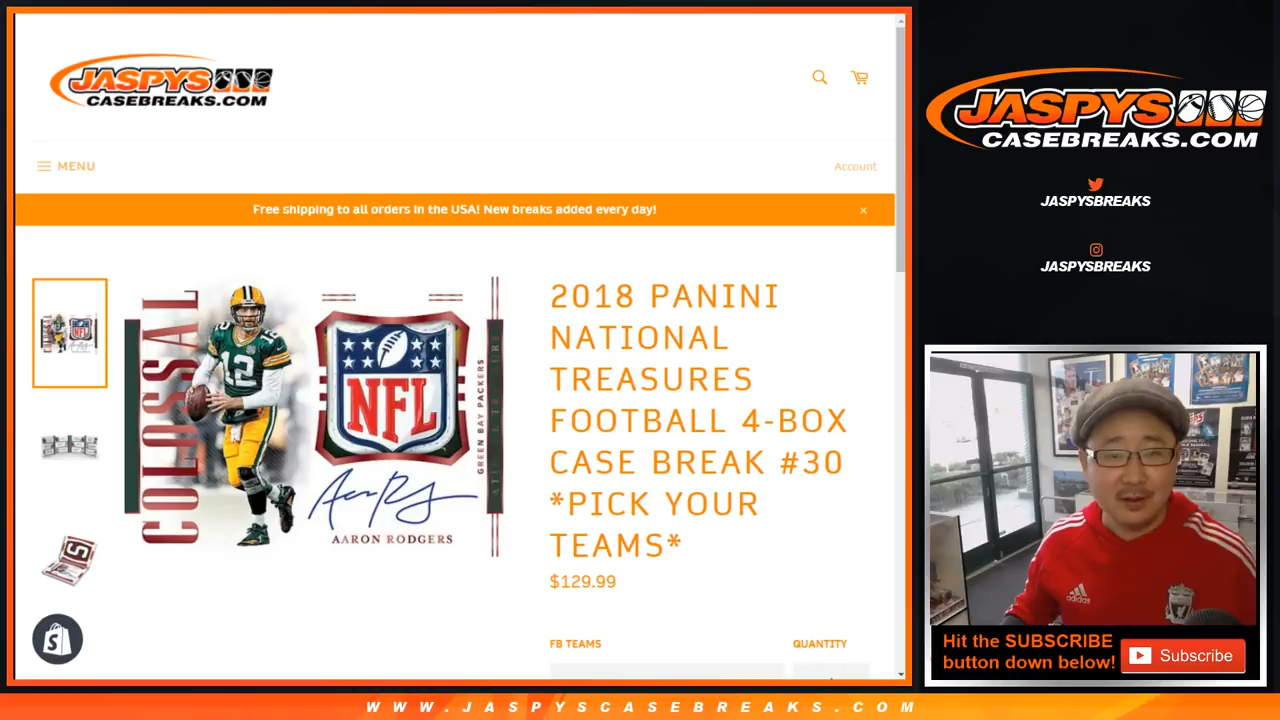 JASPYS
CASEBREAKS.COM
MENU
Account
Free shipping to all orders in the USA! New breaks added every day!
×
COLOSSAL
12
NFL
GREEN BAY PACKERS
AARON RODGERS
2018 PANINI
NATIONAL
TREASURES
FOOTBALL 4-BOX
CASE BREAK #30
*PICK YOUR
TEAMS*
$129.99
FB TEAMS
QUANTITY
JASPYS
CASEBREAKS.COM
JASPYSBREAKS
JASPYSBREAKS
adidas
Hit the SUBSCRIBE
button down below!
Subscribe
WWW.JASPYSCASEBREAKS.COM